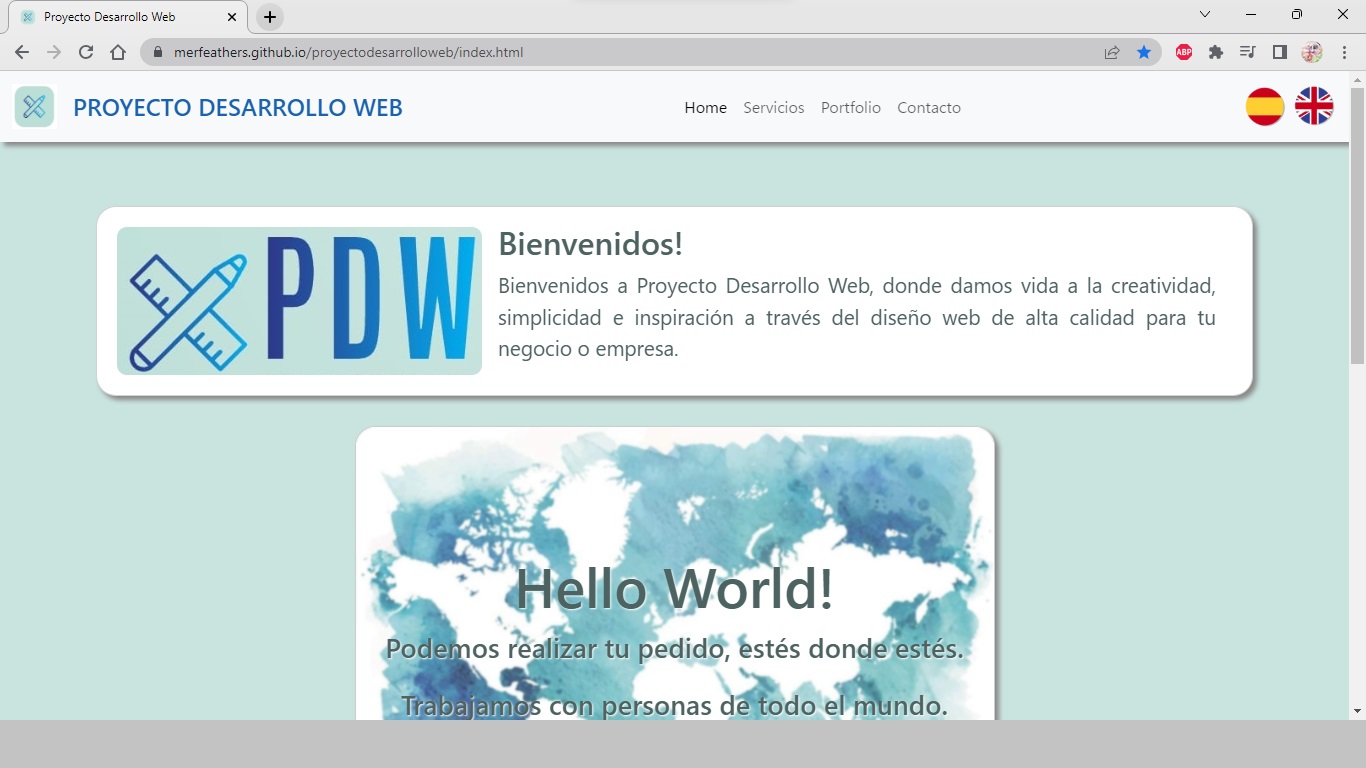 Proyecto Desarrollo Web
merfeathers.github.io/proyectodesarrolloweb/index.html
ABP
PROYECTO DESARROLLO WEB
Home Servicios Portfolio Contacto
PDW
Bienvenidos!
Bienvenidos a Proyecto Desarrollo Web, donde damos vida a la creatividad,
simplicidad e inspiración a través del diseño web de alta calidad para tu
negocio o empresa.
Hello World!
Podemos realizar tu pedido, estés donde estés.
Trabajamos con personas de todo el mundo.